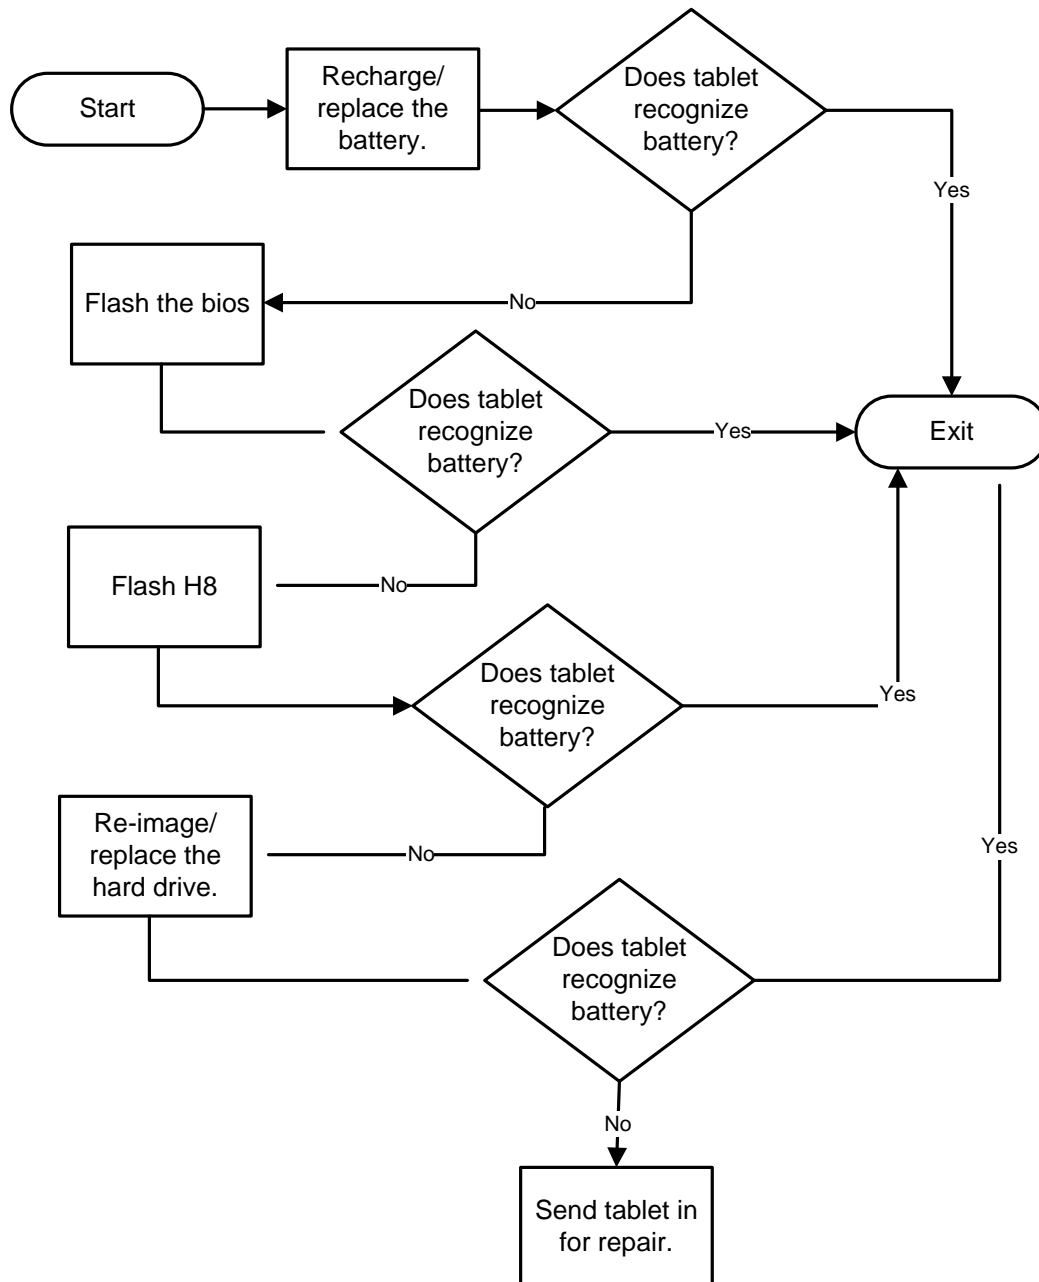 Start
Recharge/
replace the
battery.
Does tablet
recognize
battery?
Yes
No
Flash the bios
Does tablet
recognize
battery?
Yes
Exit
No
Flash H8
Does tablet
recognize
battery?
Yes
No
Re-image/
replace the
hard drive.
Does tablet
recognize
battery?
Yes
No
Send tablet in
for repair.